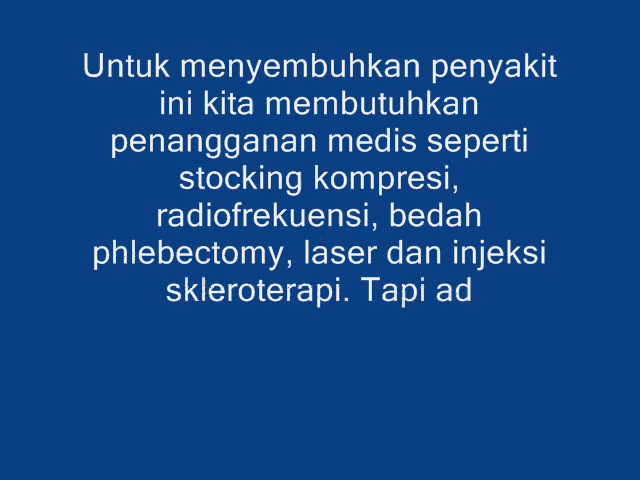 Untuk menyembuhkan penyakit
ini kita membutuhkan
penangganan medis seperti
stocking kompresi,
radiofrekuensi, bedah
phlebectomy, laser dan injeksi
skleroterapi. Tapi ad